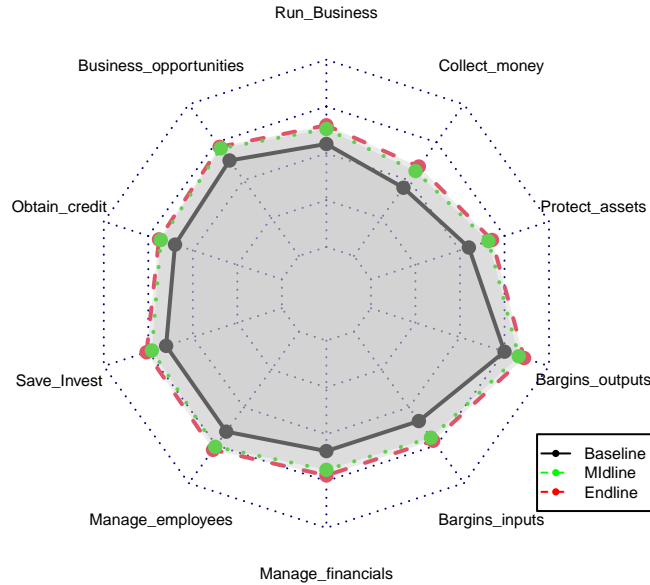 Run_Business
Business_opportunities
Collect_money
Obtain_credit
Protect_assets
Save_Invest
Bargins_outputs
Manage_employees
Bargins_inputs
Manage_financials
Baseline
MIdline
Endline